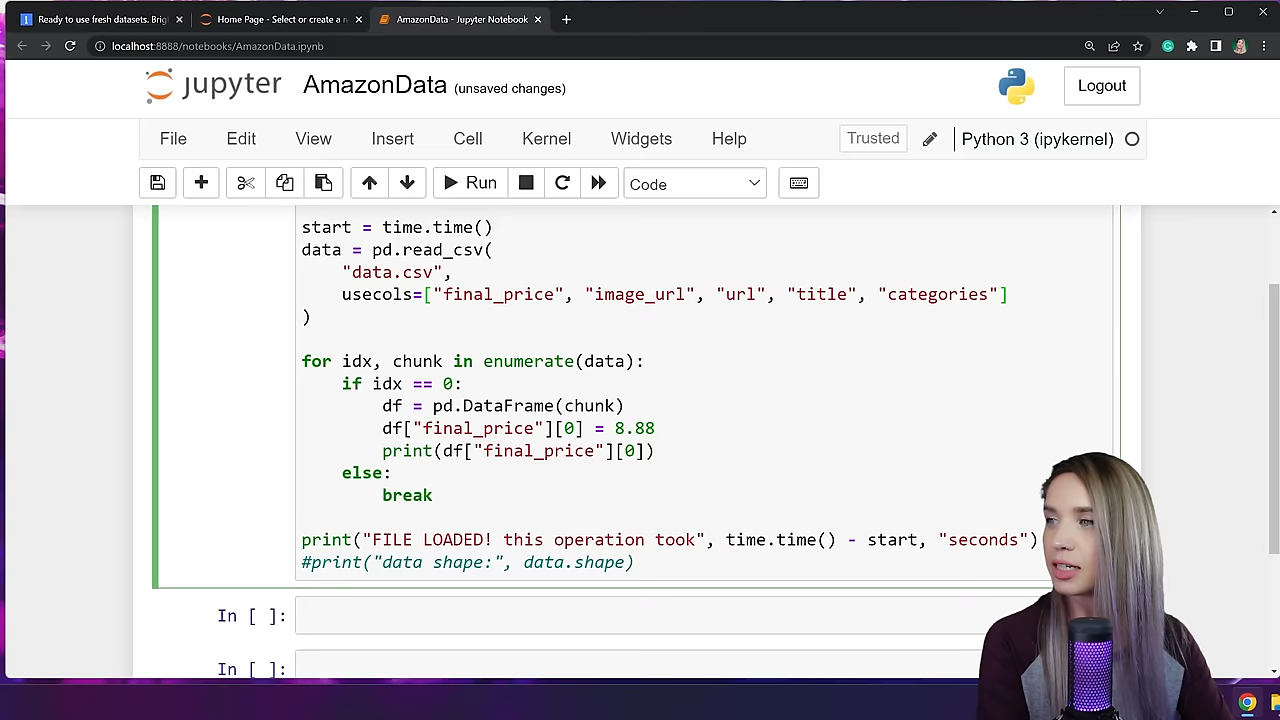 Ready to use fresh datasets. Brig
Home Page - Select or create a n
AmazonData - Jupyter Notebook
localhost:8888/notebooks/AmazonData.ipynb
jupyter AmazonData (unsaved changes)
Logout
File Edit View Insert Cell Kernel Widgets Help Trusted Python 3 (ipykernel)
Run Code
start = time.time()
data = pd.read_csv(
"data.csv",
usecols=["final_price", "image_url", "url", "title", "categories"]
)
for idx, chunk in enumerate(data):
if idx == 0:
df = pd.DataFrame(chunk)
df["final_price"][0] = 8.88
print(df["final_price"][0])
else:
break
print("FILE LOADED! this operation took", time.time() - start, "seconds")
#print("data shape:", data.shape)
In [ ]:
In [ ]: